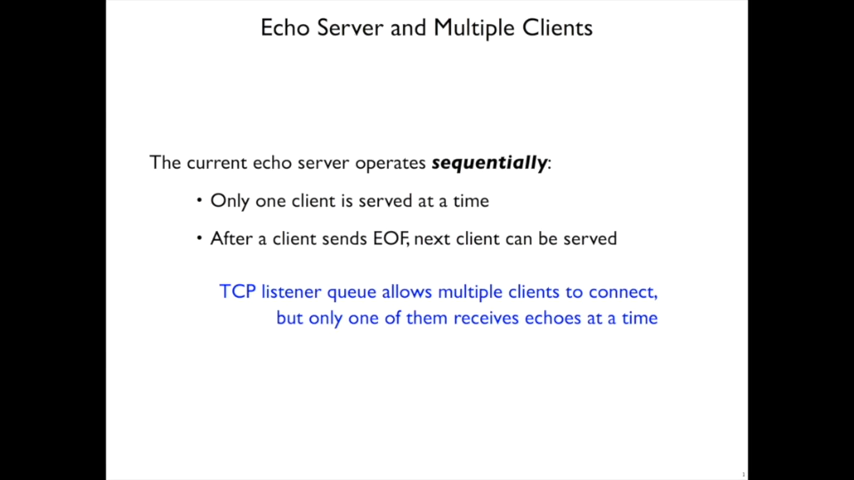 Echo Server and Multiple Clients
The current echo server operates sequentially:
• Only one client is served at a time
• After a client sends EOF, next client can be served
TCP listener queue allows multiple clients to connect,
but only one of them receives echoes at a time
1